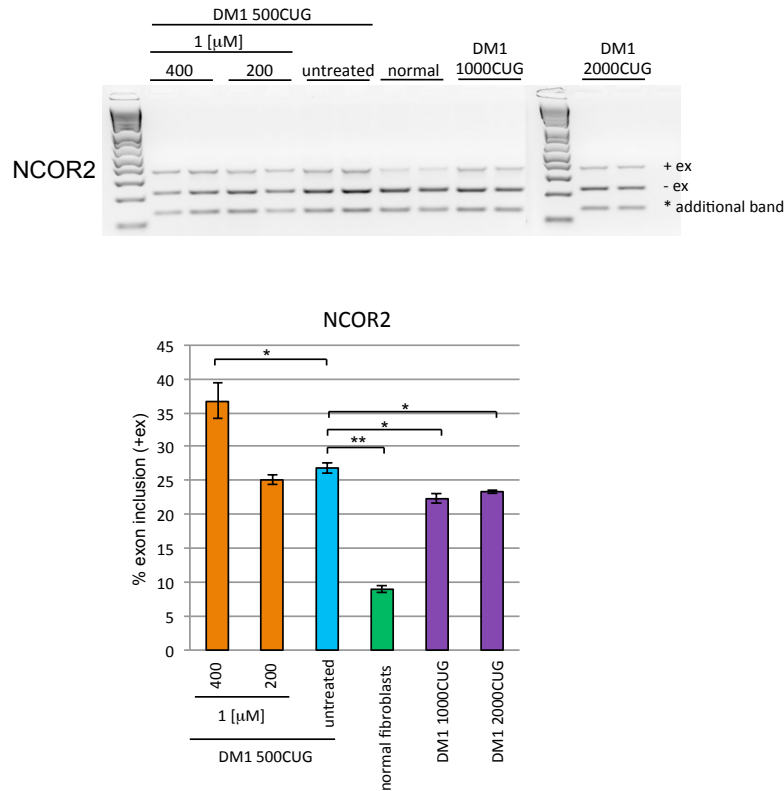 DM1 500CUG
1 [μM]
400 200 untreated normal DM1 1000CUG DM1 2000CUG
NCOR2
+ ex
- ex
* additional band
NCOR2
% exon inclusion (+ex)
45
40
35
30
25
20
15
10
5
0
*
*
*
**
400
200
untreated
normal fibroblasts
DM1 1000CUG
DM1 2000CUG
1 [μM]
DM1 500CUG